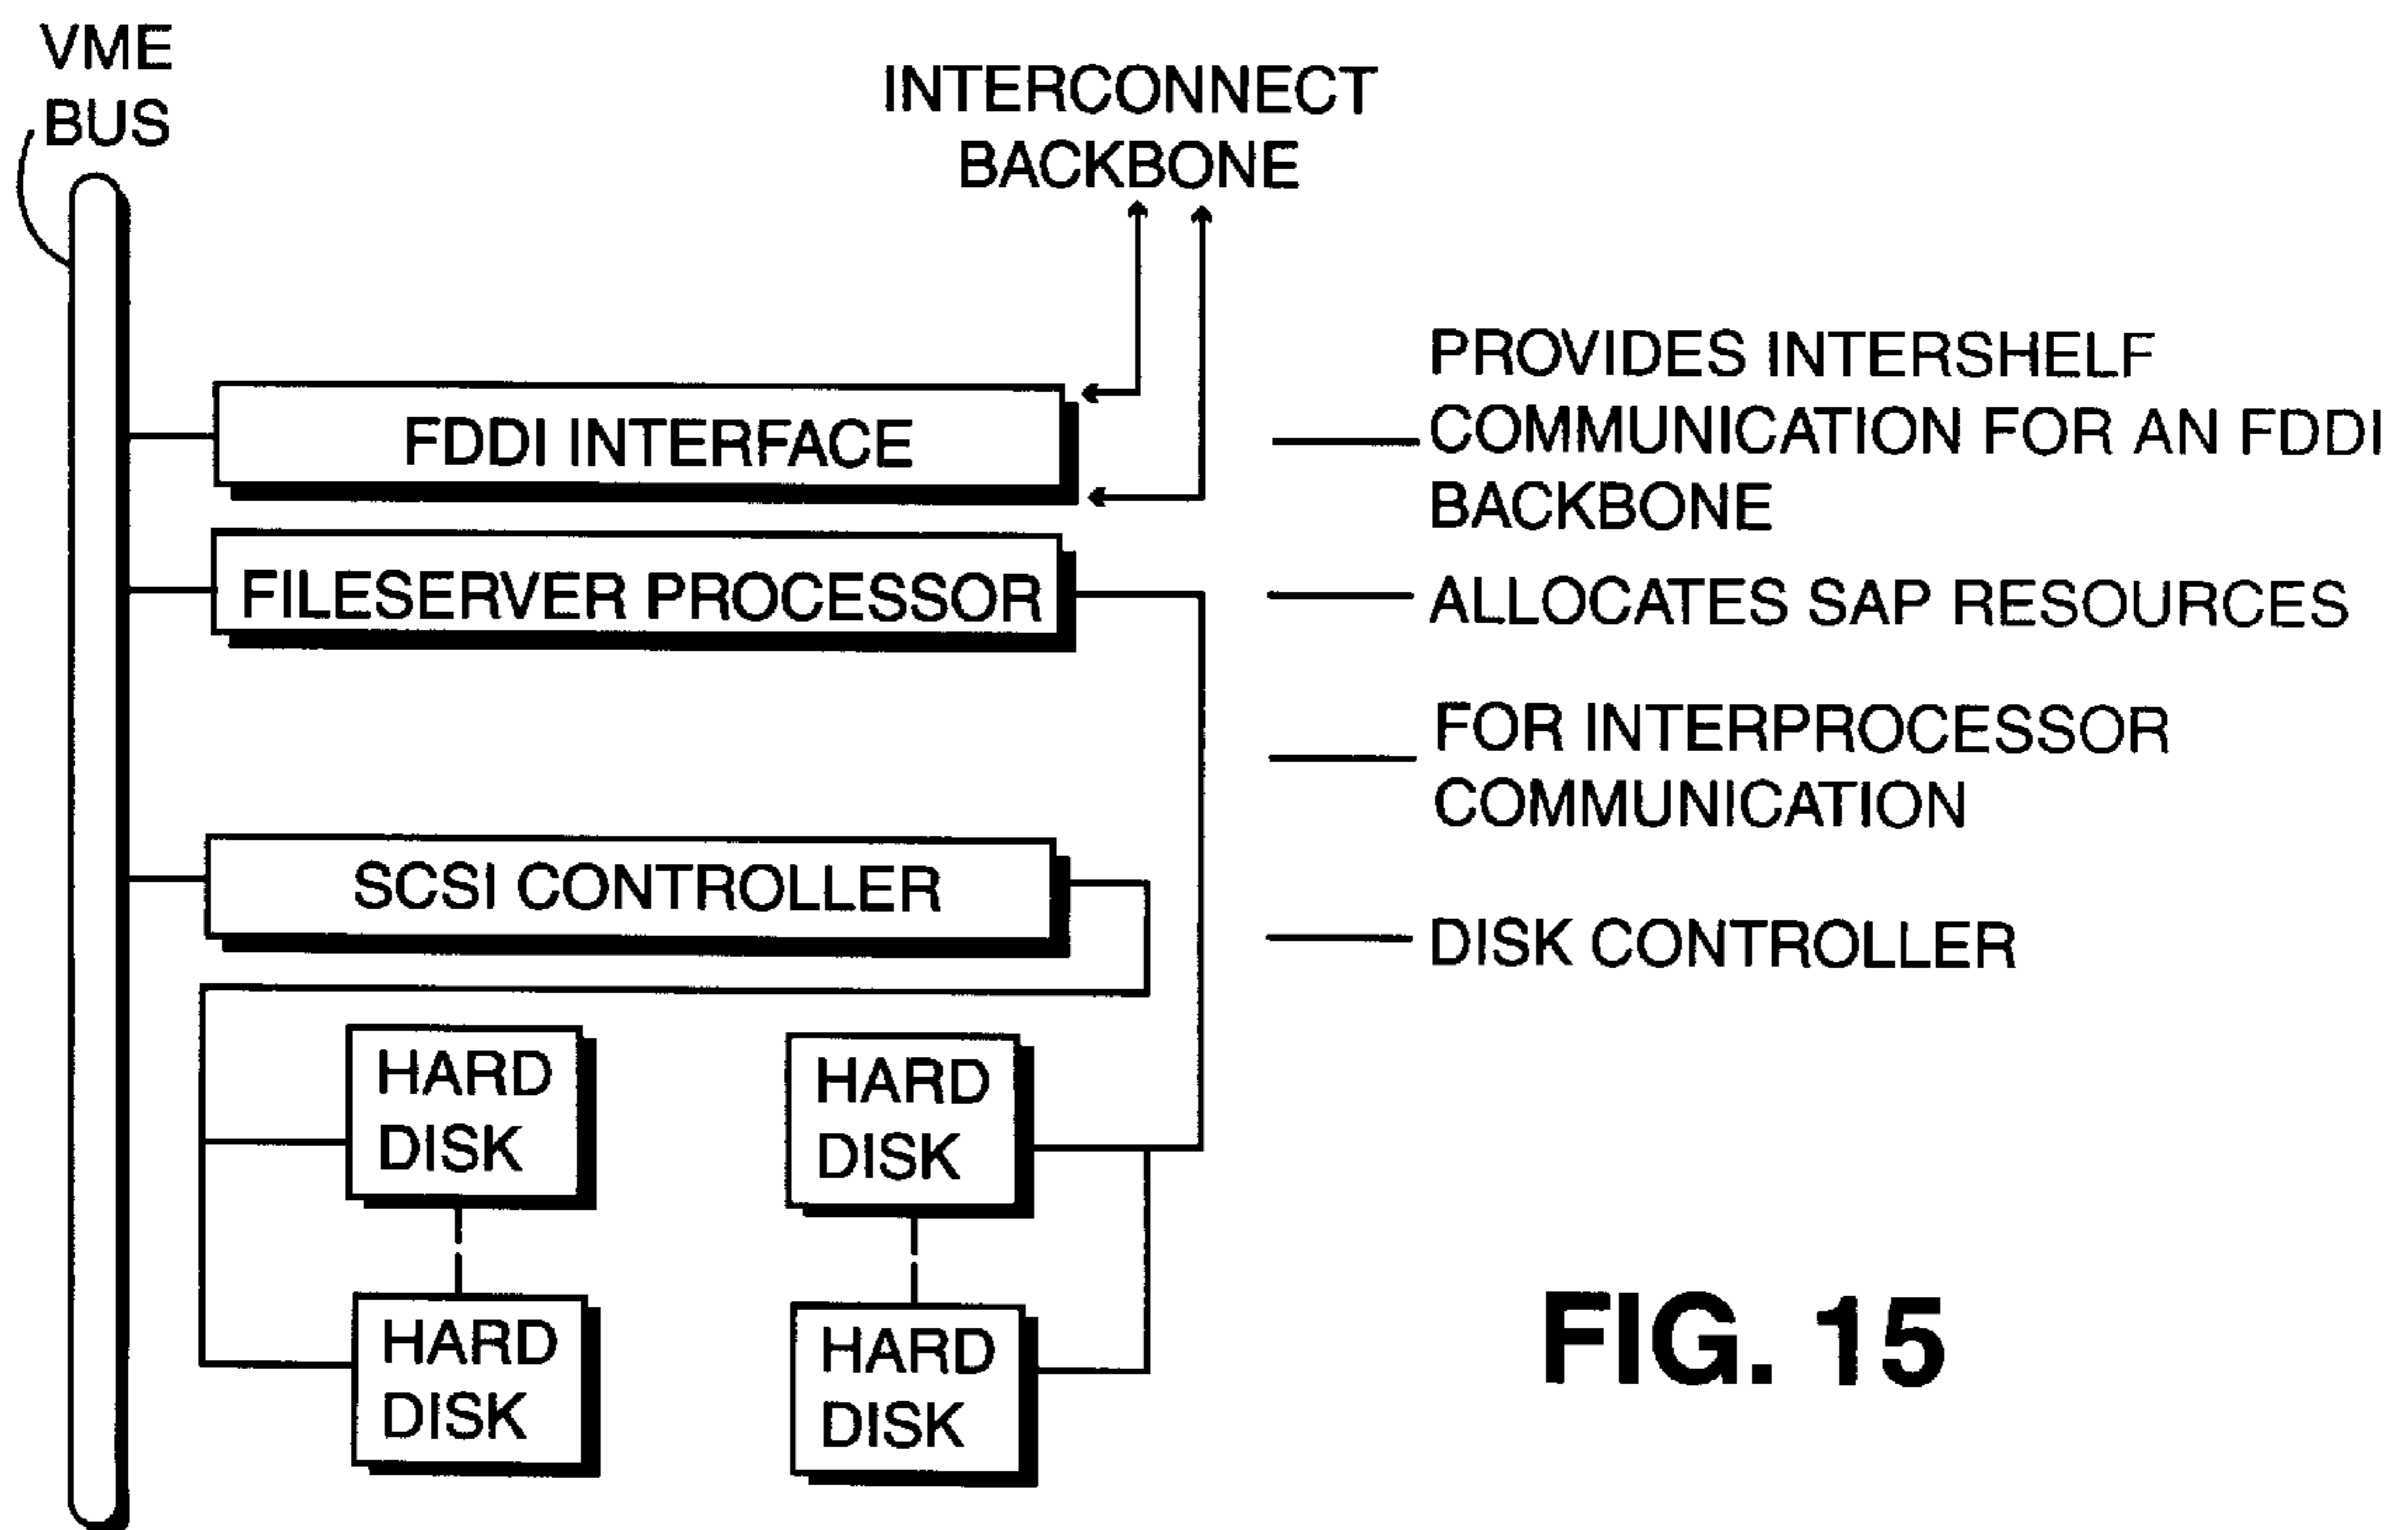 VME
BUS
INTERCONNECT
BACKBONE
FDDI INTERFACE
PROVIDES INTERSHELF
COMMUNICATION FOR AN FDDI
BACKBONE
FILESERVER PROCESSOR
ALLOCATES SAP RESOURCES
FOR INTERPROCESSOR
COMMUNICATION
SCSI CONTROLLER
DISK CONTROLLER
HARD
DISK
HARD
DISK
HARD
DISK
HARD
DISK
FIG. 15